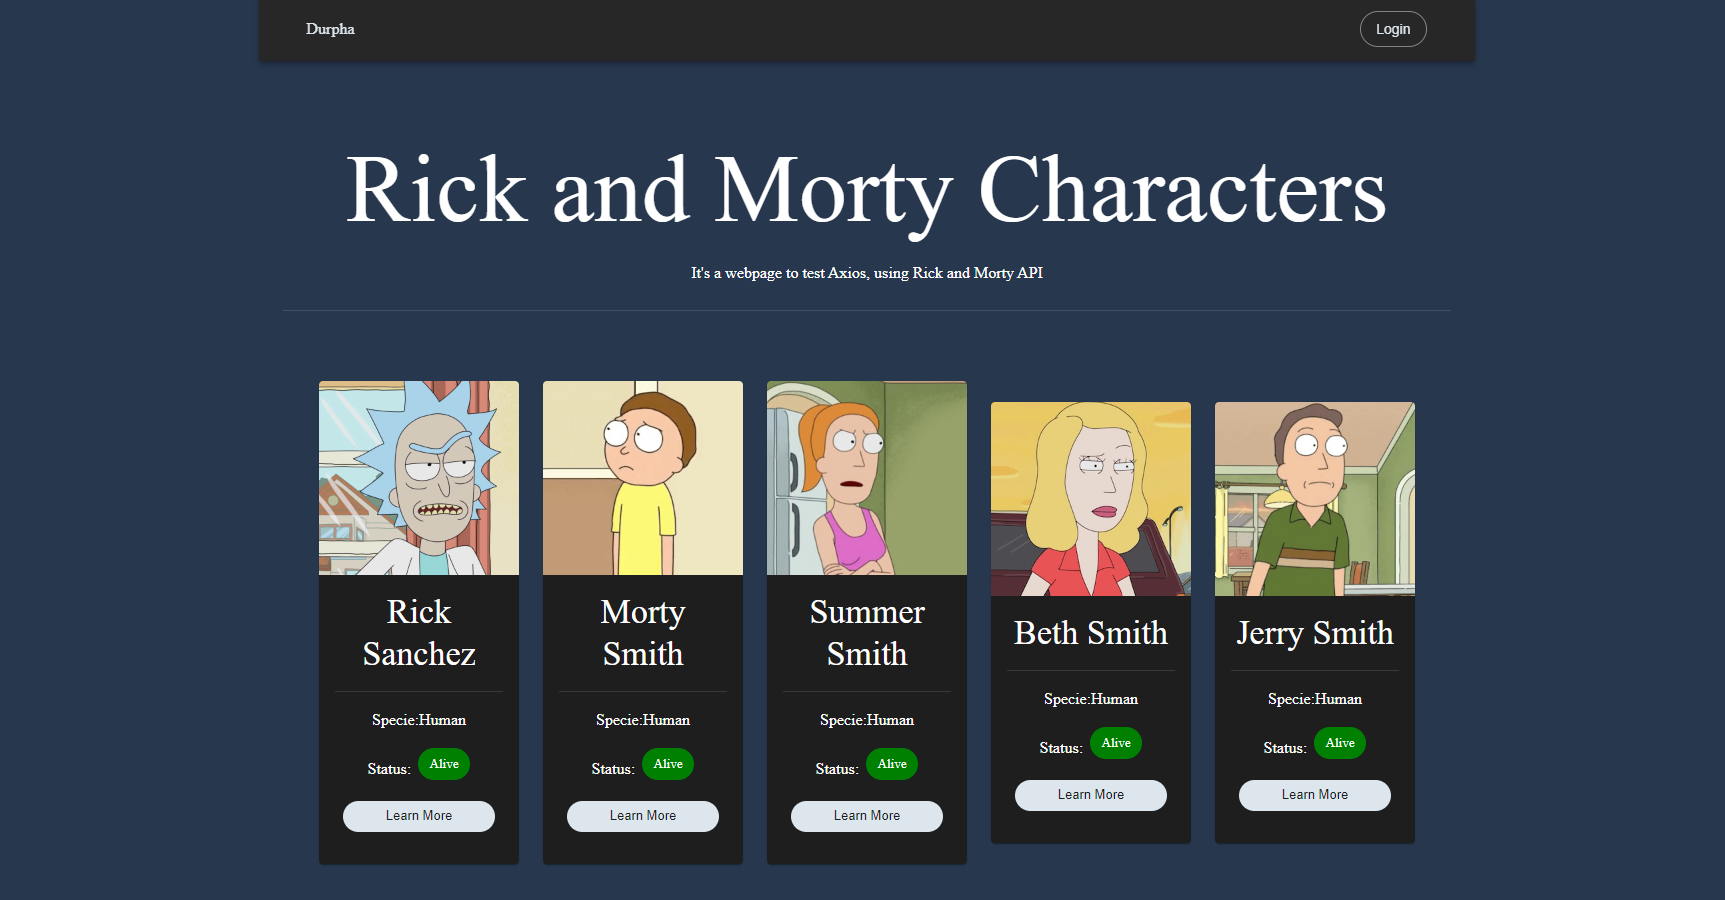 Durpha
Login
Rick and Morty Characters
It's a webpage to test Axios, using Rick and Morty API
Rick
Sanchez
Specie:Human
Status: Alive
Learn More
Morty
Smith
Specie:Human
Status: Alive
Learn More
Summer
Smith
Specie:Human
Status: Alive
Learn More
Beth Smith
Specie:Human
Status: Alive
Learn More
Jerry Smith
Specie:Human
Status: Alive
Learn More